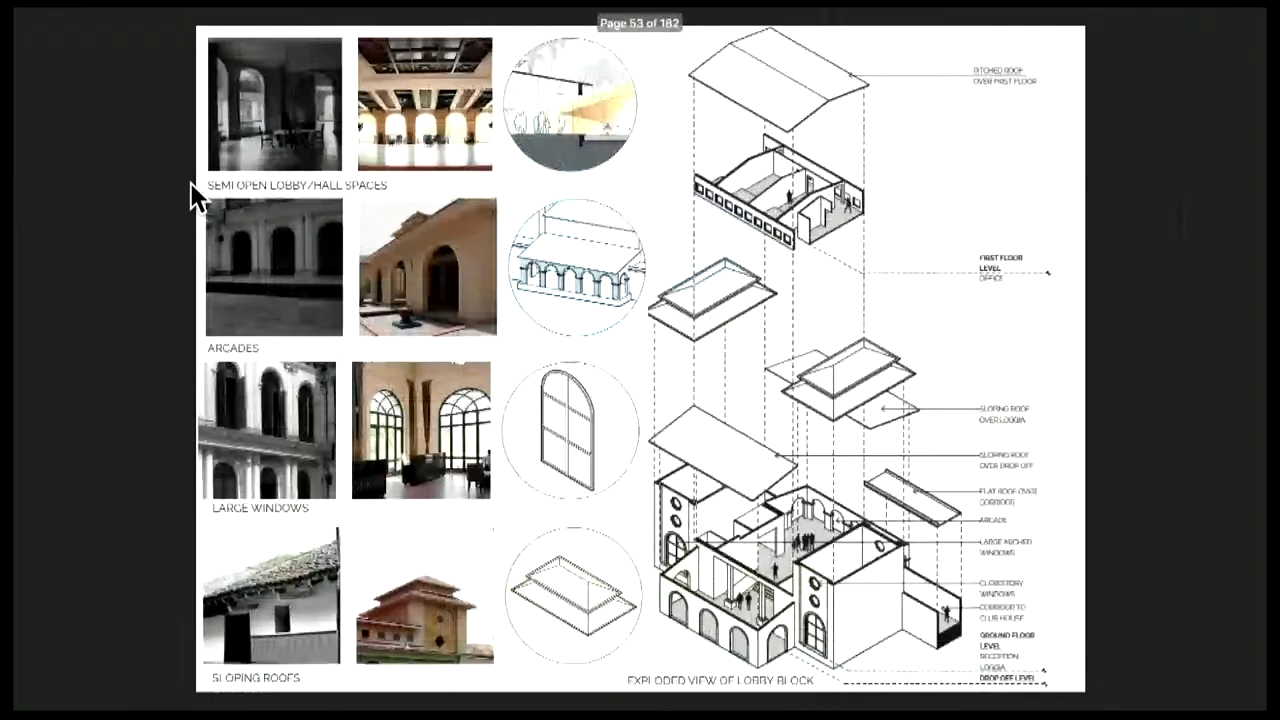 Page 53 of 182
SEMI OPEN LOBBY/HALL SPACES
ARCADES
LARGE WINDOWS
SLOPING ROOFS
PITCHED ROOF
OVER FIRST FLOOR
FIRST FLOOR
LEVEL
OFFICE
SLOPING ROOF
OVER LOGGIA
SLOPING ROOF
OVER DROP OFF
FLAT ROOF OVER
CORRIDOR
ARCADE
LARGE ARCHED
WINDOWS
CLERESTORY
WINDOWS
CORRIDOR TO
CLUB HOUSE
GROUND FLOOR
LEVEL
RECEPTION
LOGGIA
DROP OFF LEVEL
EXPLODED VIEW OF LOBBY BLOCK